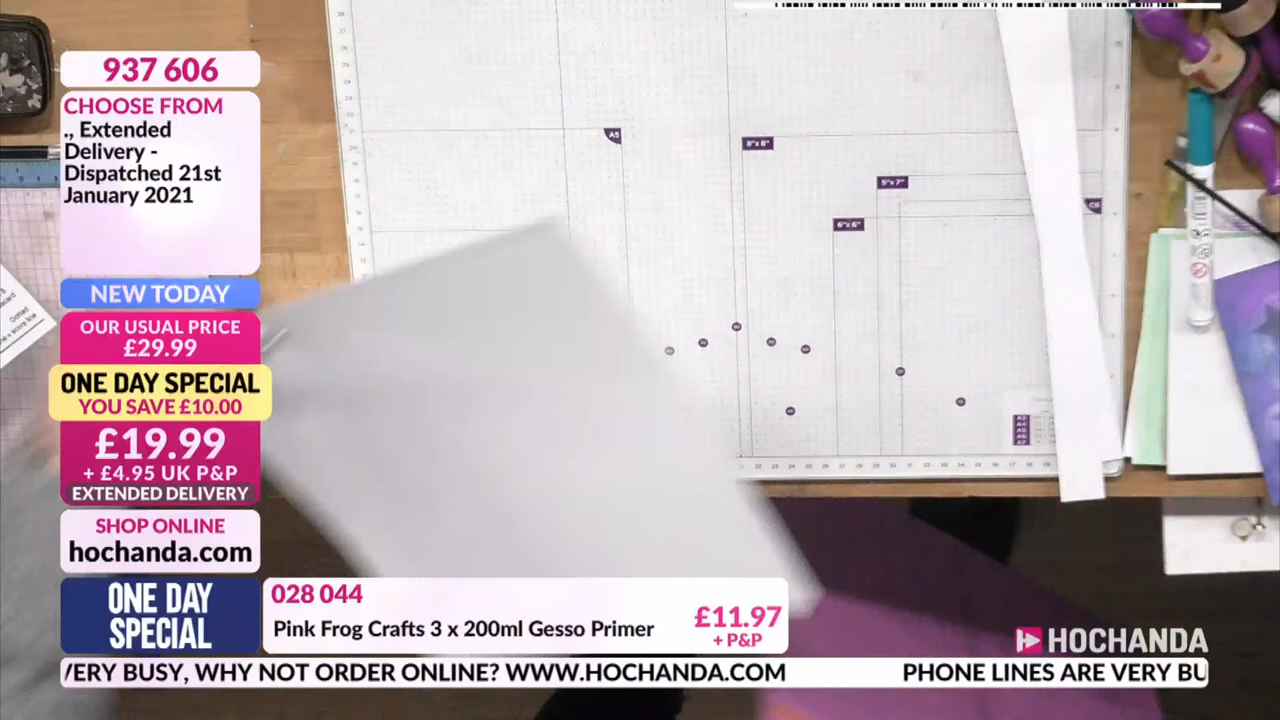 937 606
CHOOSE FROM
., Extended
Delivery -
Dispatched 21st
January 2021
NEW TODAY
OUR USUAL PRICE
£29.99
ONE DAY SPECIAL
YOU SAVE £10.00
£19.99
+ £4.95 UK P&P
EXTENDED DELIVERY
SHOP ONLINE
hochanda.com
ONE DAY
SPECIAL
028 044
Pink Frog Crafts 3 x 200ml Gesso Primer
£11.97
+ P&P
HOCHANDA
VERY BUSY, WHY NOT ORDER ONLINE? WWW.HOCHANDA.COM
PHONE LINES ARE VERY BU
A5
8"x 8"
5"x 7"
C6
6"x 6"